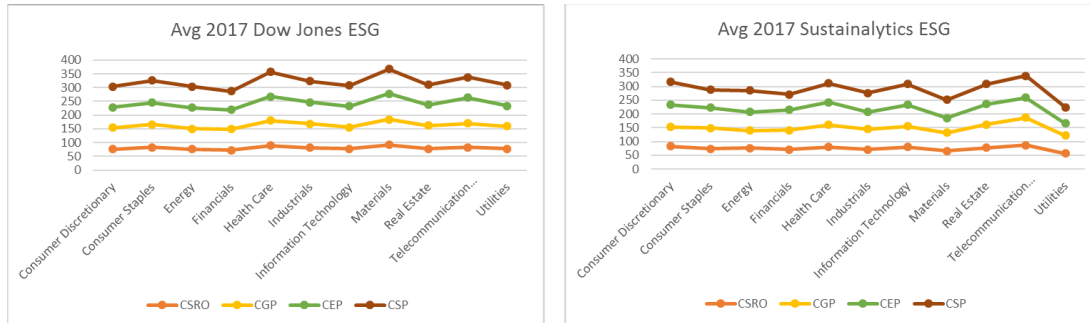 Avg 2017 Dow Jones ESG
400
350
300
250
200
150
100
50
0
Consumer Discretionary
Consumer Staples
Energy
Financials
Health Care
Industrials
Information Technology
Materials
Real Estate
Telecommunication...
Utilities
CSRO CGP CEP CSP
Avg 2017 Sustainalytics ESG
400
350
300
250
200
150
100
50
0
Consumer Discretionary
Consumer Staples
Energy
Financials
Health Care
Industrials
Information Technology
Materials
Real Estate
Telecommunication...
Utilities
CSRO CGP CEP CSP